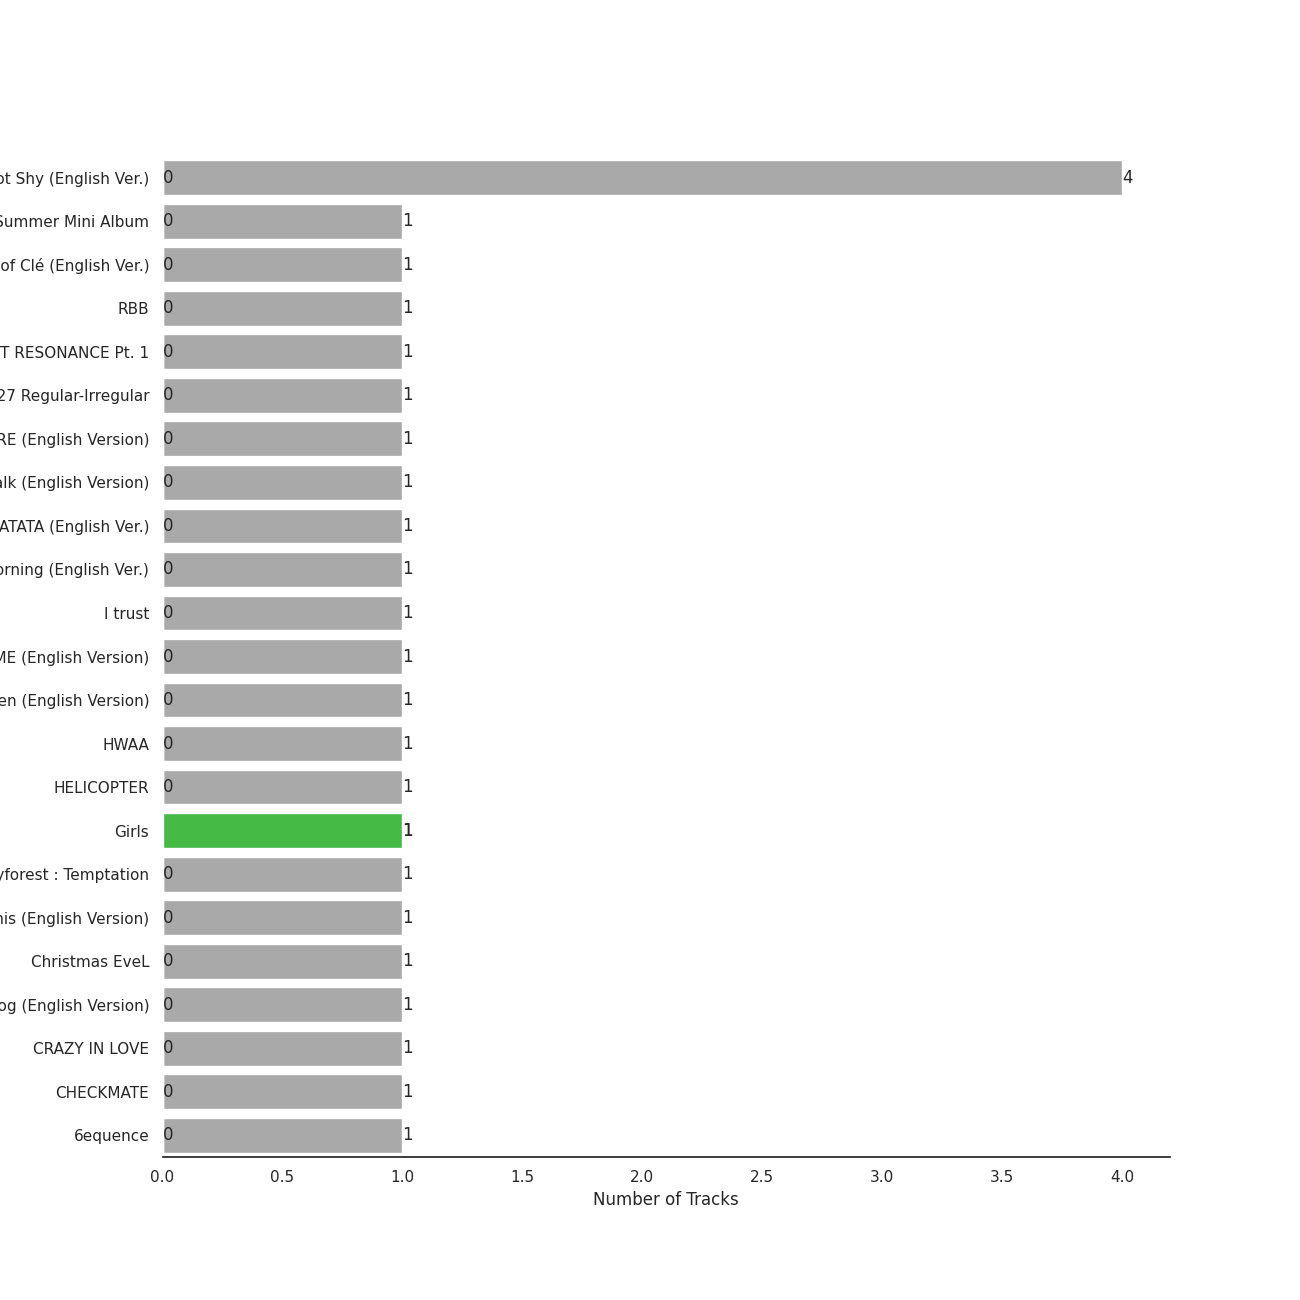 ot Shy (English Ver.) 0 4
Summer Mini Album 0 1
of Clé (English Ver.) 0 1
RBB 0 1
T RESONANCE Pt. 1 0 1
27 Regular-Irregular 0 1
RE (English Version) 0 1
alk (English Version) 0 1
ATATA (English Ver.) 0 1
orning (English Ver.) 0 1
I trust 0 1
ME (English Version) 0 1
en (English Version) 0 1
HWAA 0 1
HELICOPTER 0 1
Girls 1
yforest : Temptation 0 1
his (English Version) 0 1
Christmas EveL 0 1
og (English Version) 0 1
CRAZY IN LOVE 0 1
CHECKMATE 0 1
6equence 0 1
0.0 0.5 1.0 1.5 2.0 2.5 3.0 3.5 4.0
Number of Tracks